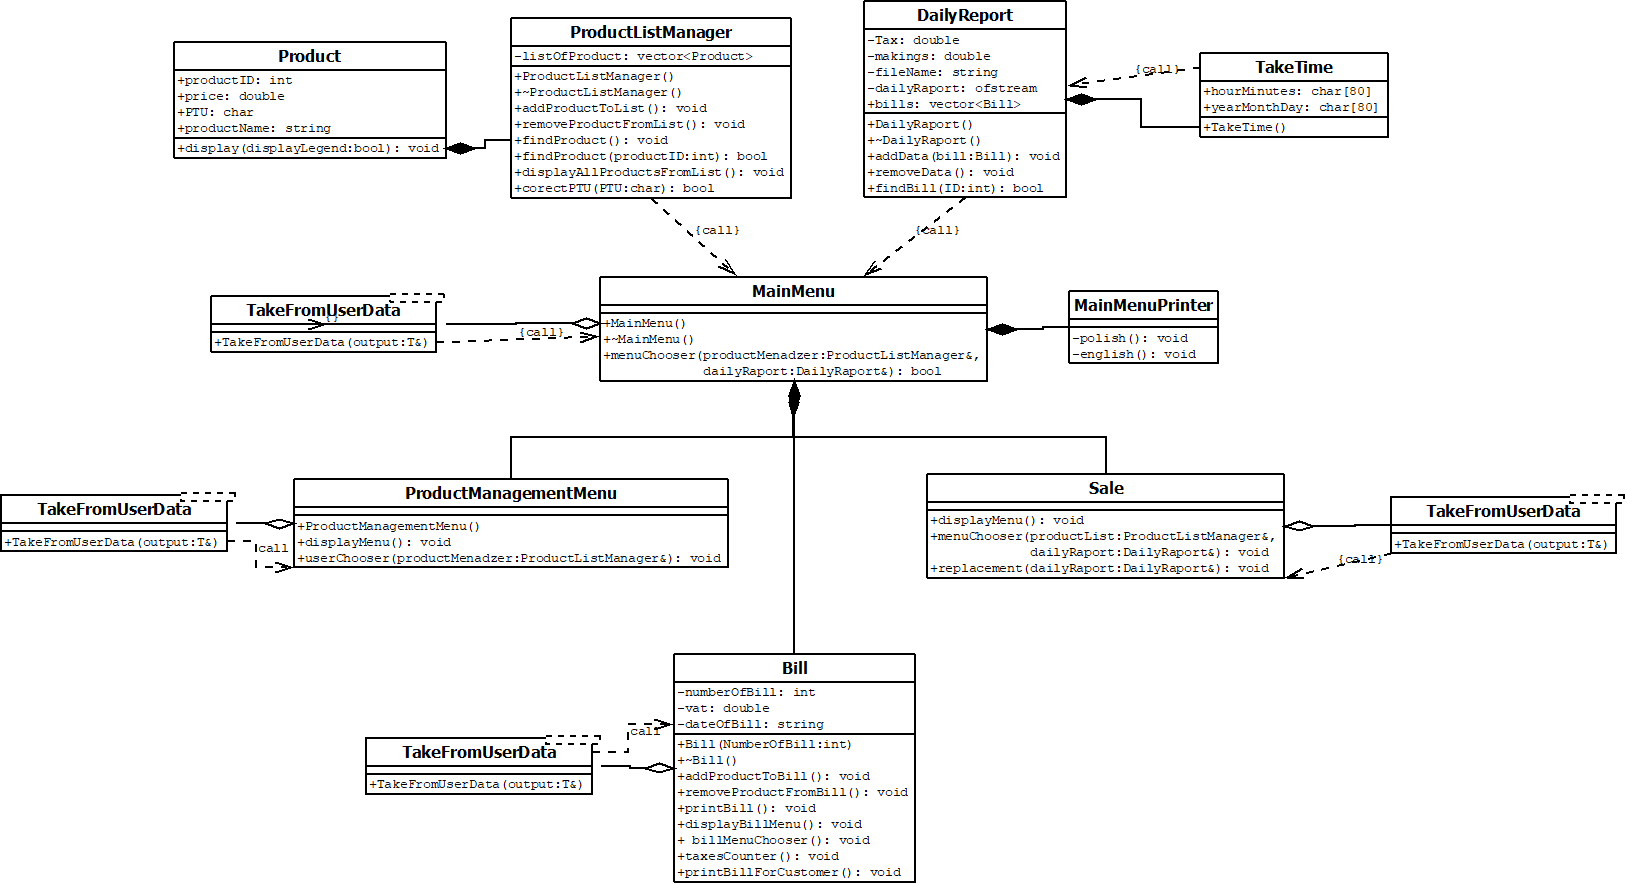 Product
+productID: int
+price: double
+PTU: char
+productName: string
+display(displayLegend:bool): void
ProductListManager
-listOfProduct: vector<Product>
+ProductListManager()
+~ProductListManager()
+addProductToList(): void
+removeProductFromList(): void
+findProduct(): void
+findProduct(productID:int): bool
+displayAllProductsFromList(): void
+corectPTU(PTU:char): bool
DailyReport
-Tax: double
-makings: double
-fileName: string
-dailyRaport: ofstream
+bills: vector<Bill>
+DailyRaport()
+~DailyRaport()
+addData(bill:Bill): void
+removeData(): void
+findBill(ID:int): bool
{call}
TakeTime
+hourMinutes: char[80]
+yearMonthDay: char[80]
+TakeTime()
{call}
{call}
TakeFromUserData
{}
+TakeFromUserData(output:T&)
{call}
MainMenu
+MainMenu()
+~MainMenu()
+menuChooser(productMenadzer:ProductListManager&,
dailyRaport:DailyRaport&): bool
MainMenuPrinter
-polish(): void
-english(): void
TakeFromUserData
+TakeFromUserData(output:T&)
call
ProductManagementMenu
+ProductManagementMenu()
+displayMenu(): void
+userChooser(productMenadzer:ProductListManager&): void
Sale
+displayMenu(): void
+menuChooser(productList:ProductListManager&,
dailyRaport:DailyRaport&): void
+replacement(dailyRaport:DailyRaport&): void
TakeFromUserData
+TakeFromUserData(output:T&)
{call}
Bill
-numberOfBill: int
-vat: double
-dateOfBill: string
+Bill(NumberOfBill:int)
+~Bill()
+addProductToBill(): void
+removeProductFromBill(): void
+printBill(): void
+displayBillMenu(): void
+ billMenuChooser(): void
+taxesCounter(): void
+printBillForCustomer(): void
TakeFromUserData
+TakeFromUserData(output:T&)
call